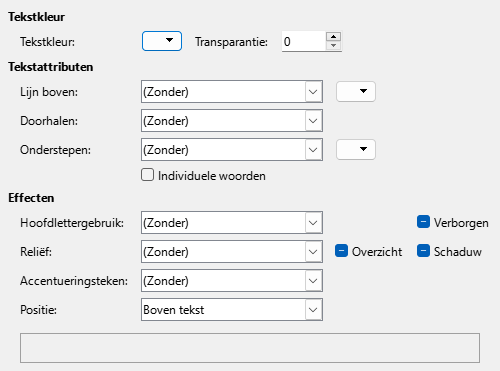 Tekstkleur
Tekstkleur: Transparantie: 0
Tekstattributen
Lijn boven: (Zonder)
Doorhalen: (Zonder)
Onderstepen: (Zonder)
Individuele woorden
Effecten
Hoofdlettergebruik: (Zonder) Verborgen
Reliëf: (Zonder) Overzicht Schaduw
Accentueringsteken: (Zonder)
Positie: Boven tekst